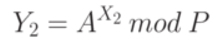 Y₂ = A^{X₂} mod P